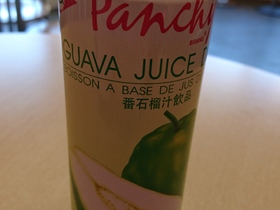 Panch
GUAVA JUICE D
BOISSON A BASE DE JUS
番石榴汁飲品